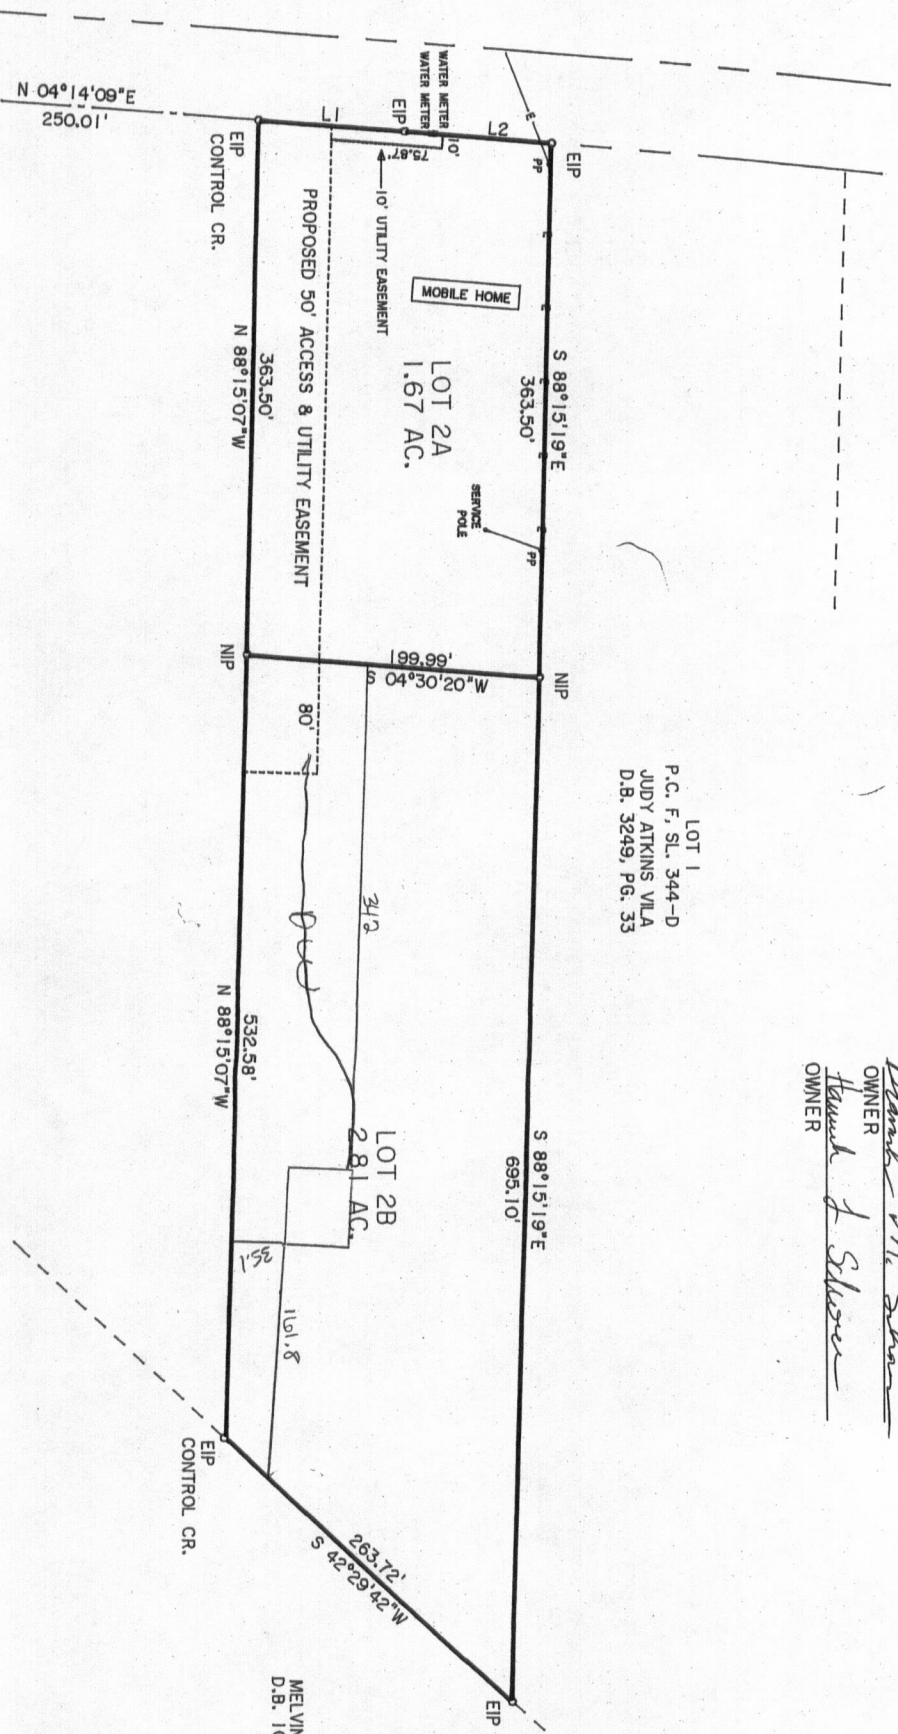 N 04°14'09"E
250.01'
EIP
CONTROL CR.
L1
EIP
WATER METER
WATER METER
L2
10'
75.87'
10' UTILITY EASEMENT
E
PP
EIP
PROPOSED 50' ACCESS & UTILITY EASEMENT
MOBILE HOME
LOT 2A
1.67 AC.
S 88°15'19"E
363.50'
E
E
E
E
E
SERVICE
POLE
PP
363.50'
N 88°15'07"W
NIP
199.99'
S 04°30'20"W
NIP
80'
LOT 1
P.C. F, SL. 344-D
JUDY ATKINS VILA
D.B. 3249, PG. 33
OWNER
OWNER
342
532.58'
N 88°15'07"W
LOT 2B
2.81 AC.
S 88°15'19"E
695.10'
35.1
161.8
EIP
CONTROL CR.
263.72'
S 42°29'42"W
EIP
MELVIN